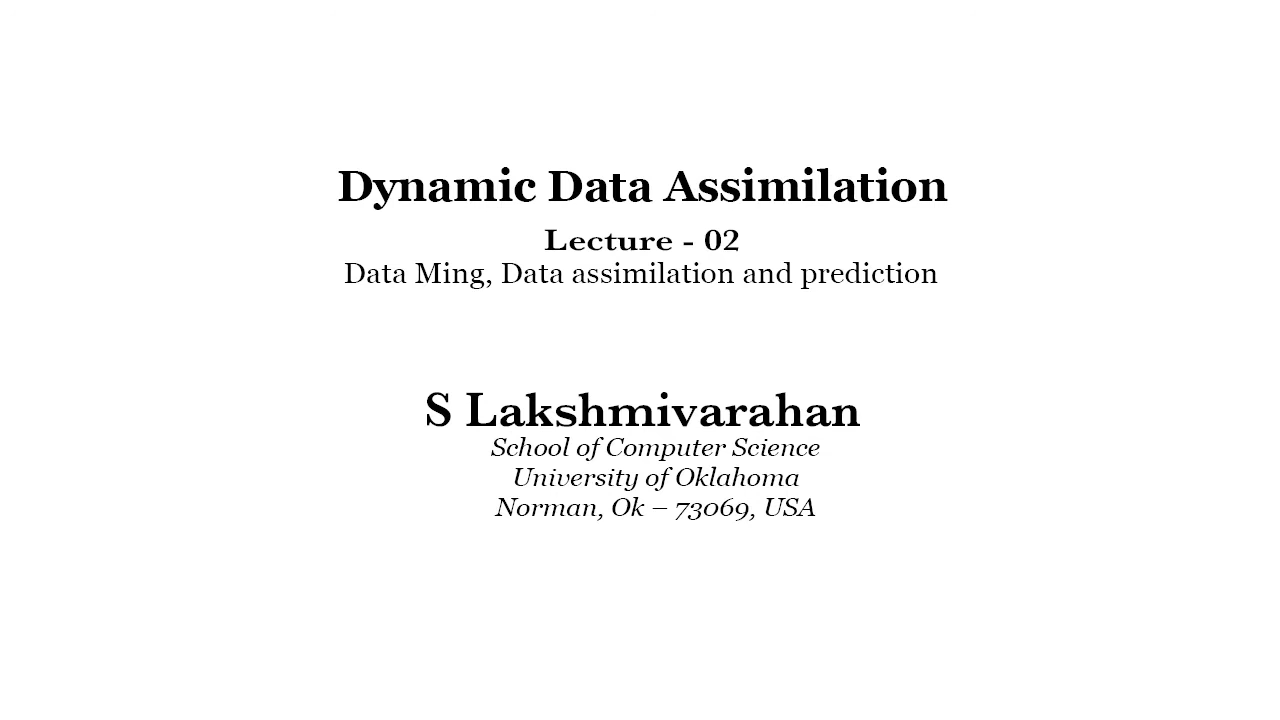 Dynamic Data Assimilation
Lecture - 02
Data Ming, Data assimilation and prediction
S Lakshmivarahan
School of Computer Science
University of Oklahoma
Norman, Ok – 73069, USA